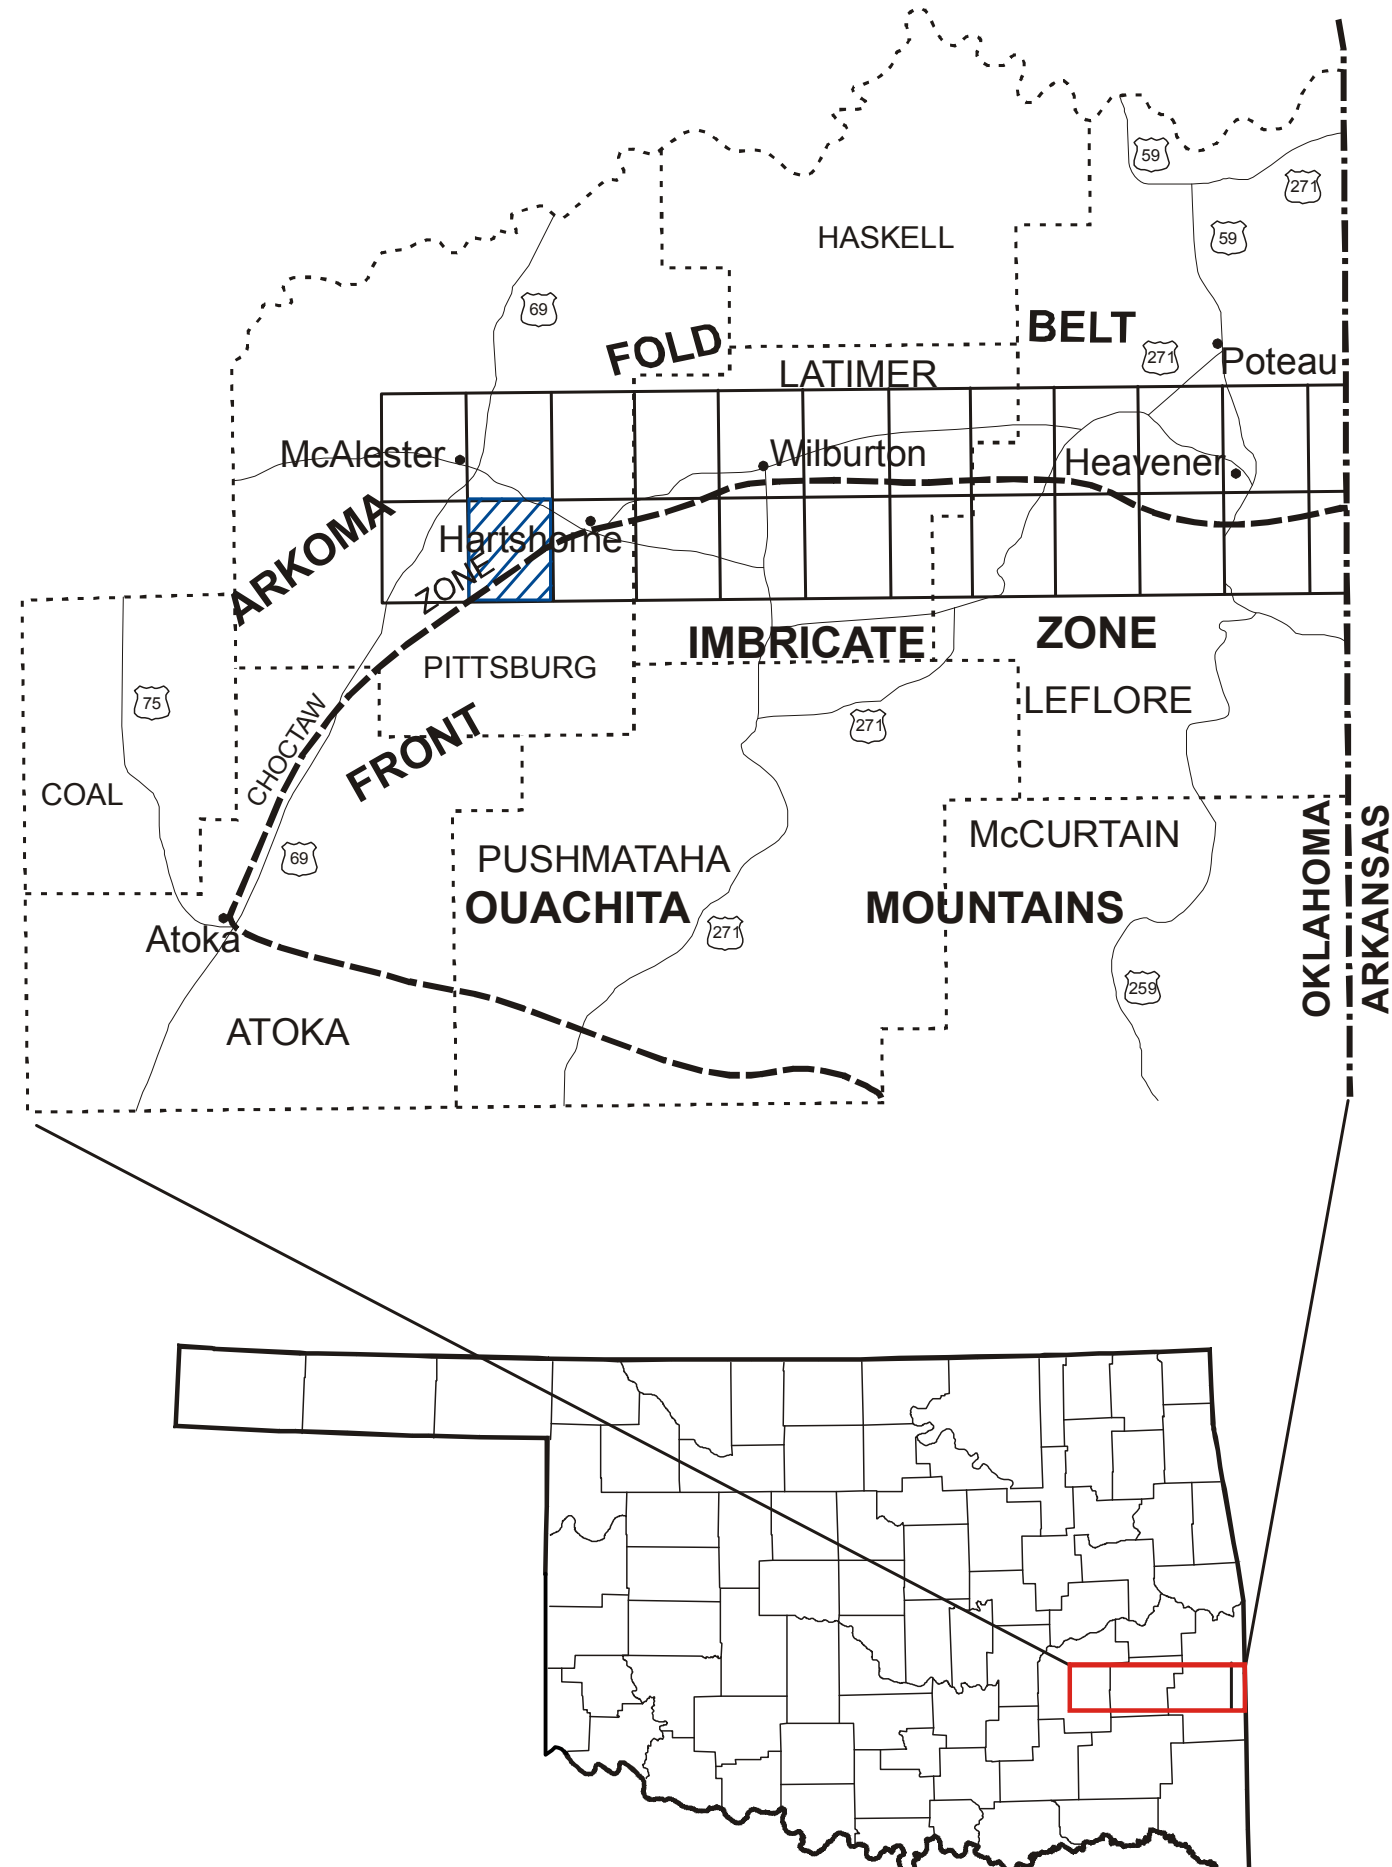 59
271
HASKELL
59
69
BELT
FOLD
271
Poteau
LATIMER
McAlester
Wilburton
Heavener
ARKOMA
Hartshorne
ZONE
IMBRICATE
ZONE
PITTSBURG
LEFLORE
75
CHOCTAW
271
FRONT
COAL
69
McCURTAIN
PUSHMATAHA
OUACHITA
MOUNTAINS
OKLAHOMA
ARKANSAS
271
Atoka
259
ATOKA